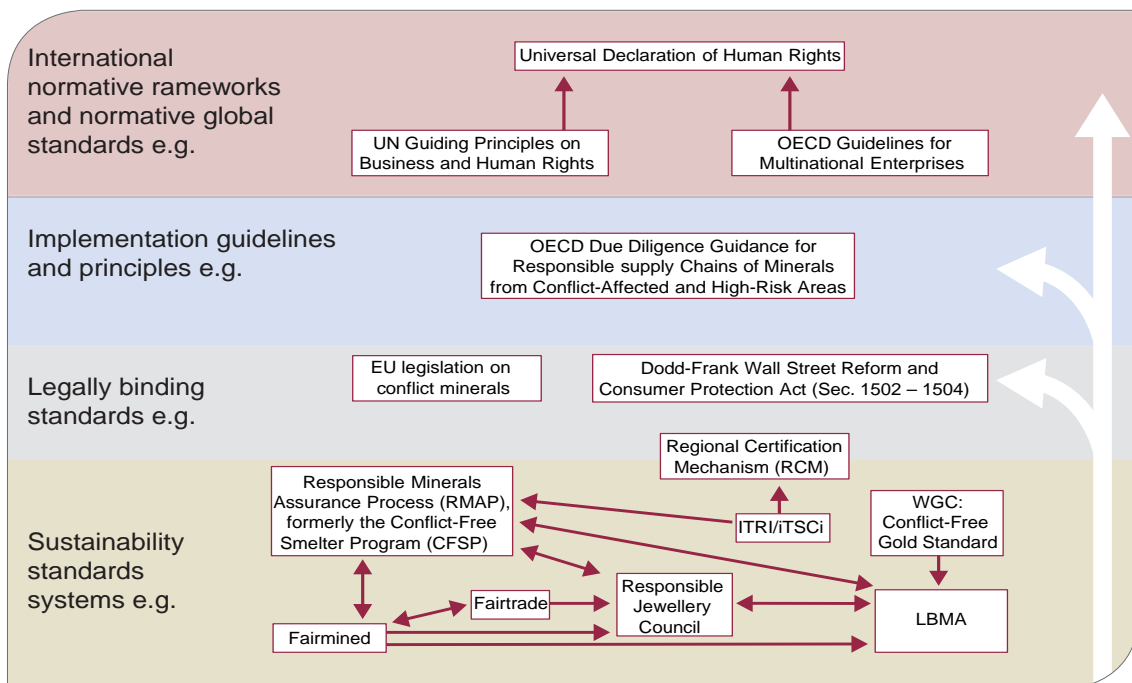 International
normative rameworks
and normative global
standards e.g.
Universal Declaration of Human Rights
UN Guiding Principles on
Business and Human Rights
OECD Guidelines for
Multinational Enterprises
Implementation guidelines
and principles e.g.
OECD Due Diligence Guidance for
Responsible supply Chains of Minerals
from Conflict-Affected and High-Risk Areas
Legally binding
standards e.g.
EU legislation on
conflict minerals
Dodd-Frank Wall Street Reform and
Consumer Protection Act (Sec. 1502 – 1504)
Regional Certification
Mechanism (RCM)
Sustainability
standards
systems e.g.
Responsible Minerals
Assurance Process (RMAP),
formerly the Conflict-Free
Smelter Program (CFSP)
ITRI/iTSCi
WGC:
Conflict-Free
Gold Standard
Fairtrade
Responsible
Jewellery
Council
LBMA
Fairmined